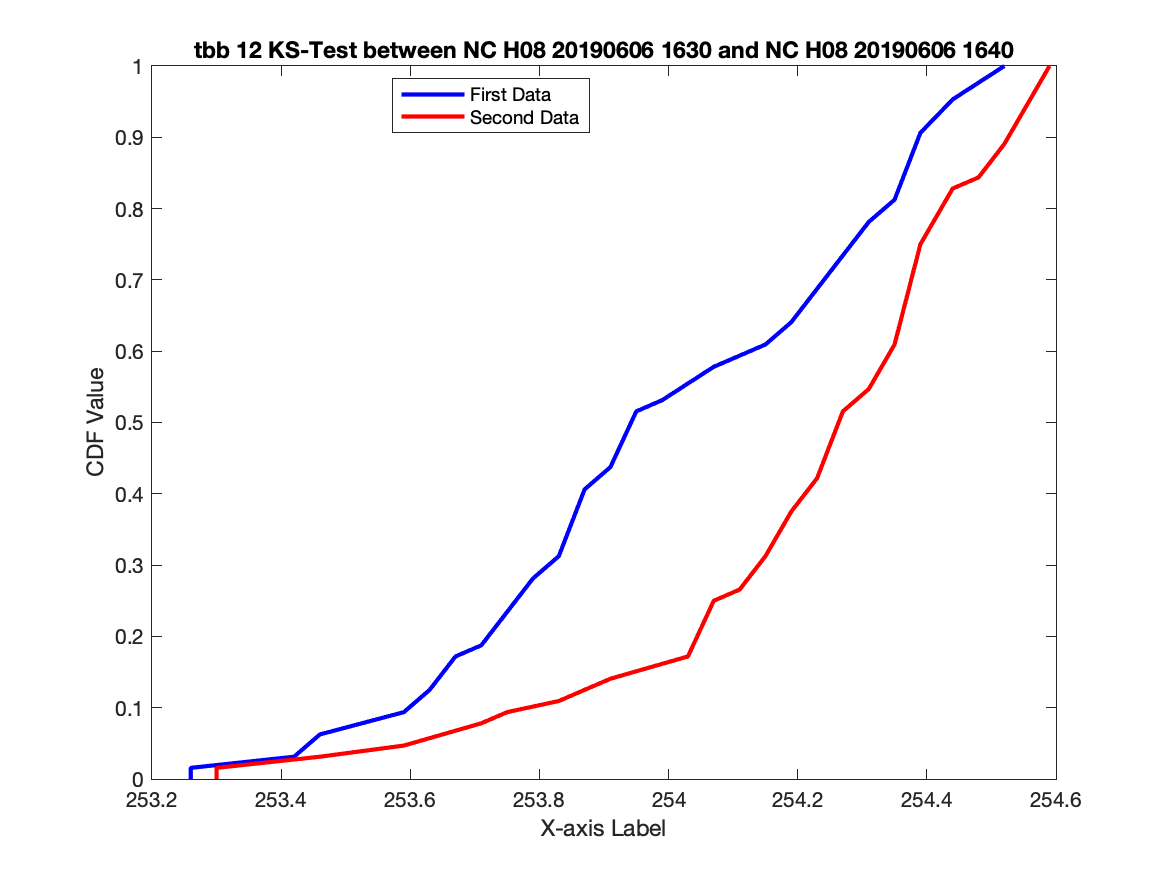 tbb 12 KS-Test between NC H08 20190606 1630 and NC H08 20190606 1640
First Data
Second Data
CDF Value
1
0.9
0.8
0.7
0.6
0.5
0.4
0.3
0.2
0.1
0
253.2 253.4 253.6 253.8 254 254.2 254.4 254.6
X-axis Label